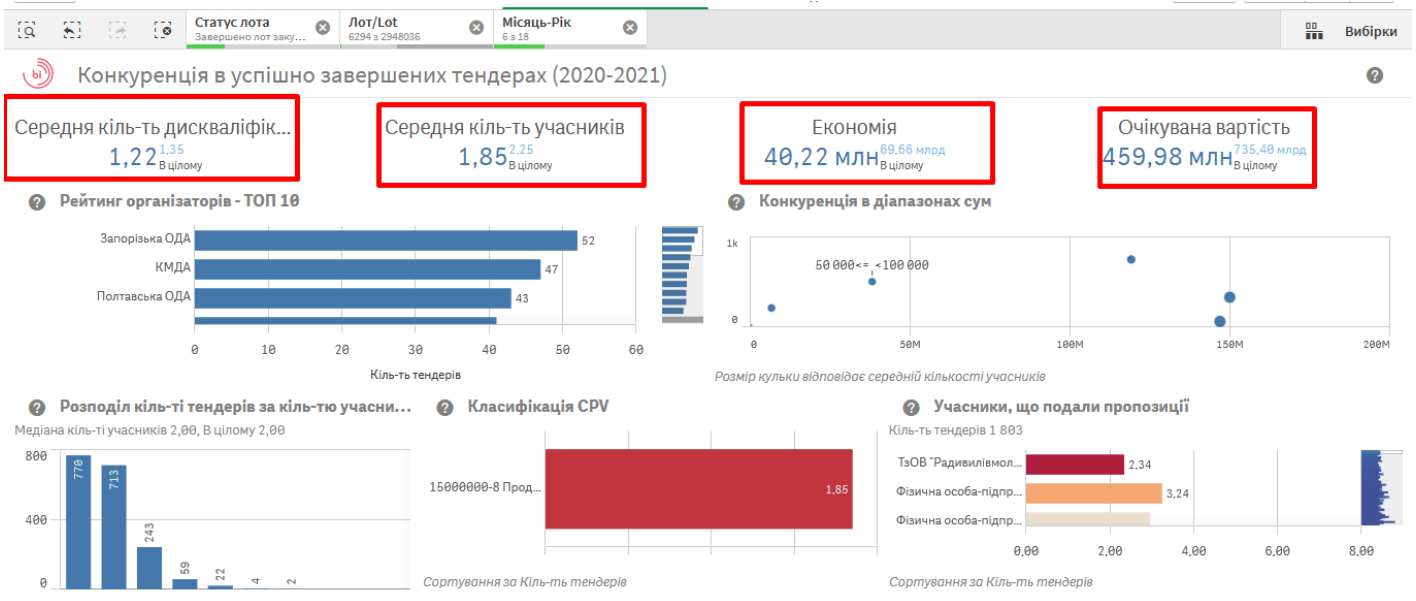 Статус лота
Завершено лот заку...
Лот/Lot
6294 з 2948036
Місяць-Рік
6 з 18
Вибірки
bi
Конкуренція в успішно завершених тендерах (2020-2021)
Середня кіль-ть дискваліфік...
1,22 1,35
В цілому
Середня кіль-ть учасників
1,85 2,25
В цілому
Економія
40,22 млн 69,66 млрд
В цілому
Очікувана вартість
459,98 млн 735,40 млрд
В цілому
Рейтинг організаторів - ТОП 10
Запорізька ОДА
52
КМДА
47
Полтавська ОДА
43
0 10 20 30 40 50 60
Кіль-ть тендерів
Конкуренція в діапазонах сум
1k
50 000<= <100 000
0
0 50M 100M 150M 200M
Розмір кульки відповідає середній кількості учасників
Розподіл кіль-ті тендерів за кіль-тю учасни...
Медіана кіль-ті учасників 2,00, В цілому 2,00
800
400
0
770
713
243
59
22
4
2
Класифікація CPV
15000000-8 Прод...
1,85
Сортування за Кіль-ть тендерів
Учасники, що подали пропозиції
Кіль-ть тендерів 1 803
ТзОВ "Радивилівмол...
2,34
Фізична особа-підпр...
3,24
Фізична особа-підпр...
0,00 2,00 4,00 6,00 8,00
Сортування за Кіль-ть тендерів